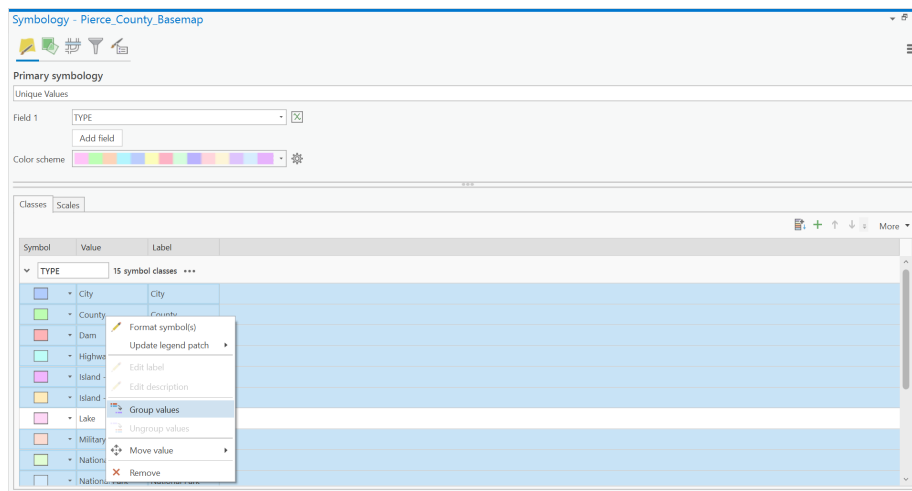 Symbology - Pierce_County_Basemap
Primary symbology
Unique Values
Field 1 TYPE
Add field
Color scheme
Classes Scales
More
Symbol Value Label
TYPE 15 symbol classes
City City
County County
Format symbol(s)
Dam
Update legend patch
Highwa
Edit label
Island -
Edit description
Island -
Group values
Lake
Ungroup values
Military
Move value
Nationa
Remove
National Park National Park